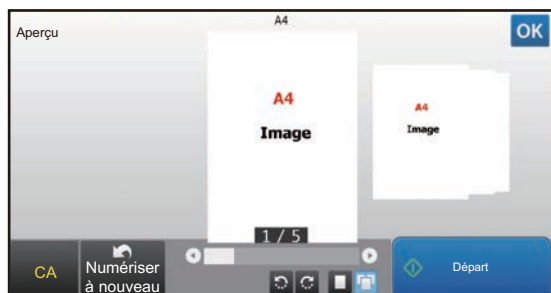 A4
Aperçu
OK
A4
Image
A4
Image
1 / 5
CA
Numériser
à nouveau
Départ